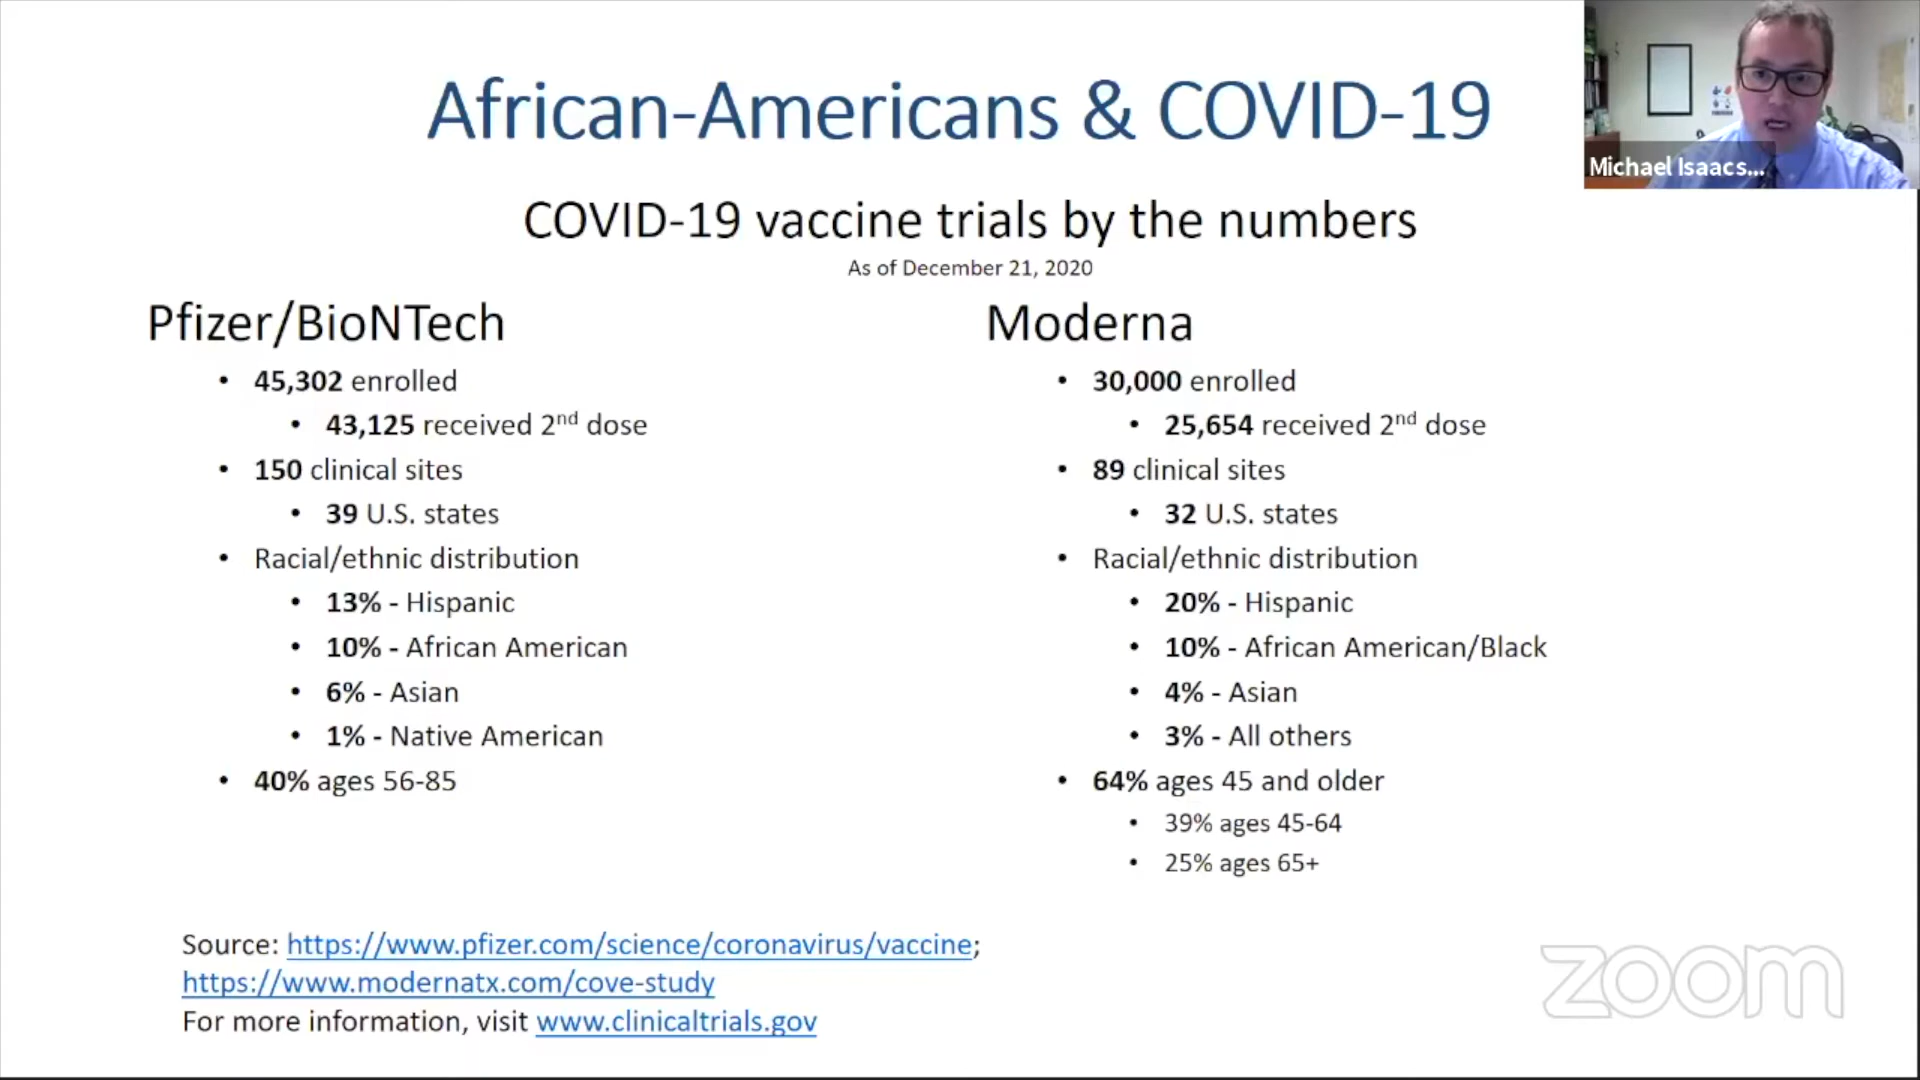 African-Americans & COVID-19
Michael Isaacs...
COVID-19 vaccine trials by the numbers
As of December 21, 2020
Pfizer/BioNTech
• 45,302 enrolled
• 43,125 received 2nd dose
• 150 clinical sites
• 39 U.S. states
• Racial/ethnic distribution
• 13% - Hispanic
• 10% - African American
• 6% - Asian
• 1% - Native American
• 40% ages 56-85
Moderna
• 30,000 enrolled
• 25,654 received 2nd dose
• 89 clinical sites
• 32 U.S. states
• Racial/ethnic distribution
• 20% - Hispanic
• 10% - African American/Black
• 4% - Asian
• 3% - All others
• 64% ages 45 and older
• 39% ages 45-64
• 25% ages 65+
Source: https://www.pfizer.com/science/coronavirus/vaccine;
https://www.modernatx.com/cove-study
For more information, visit www.clinicaltrials.gov
zoom